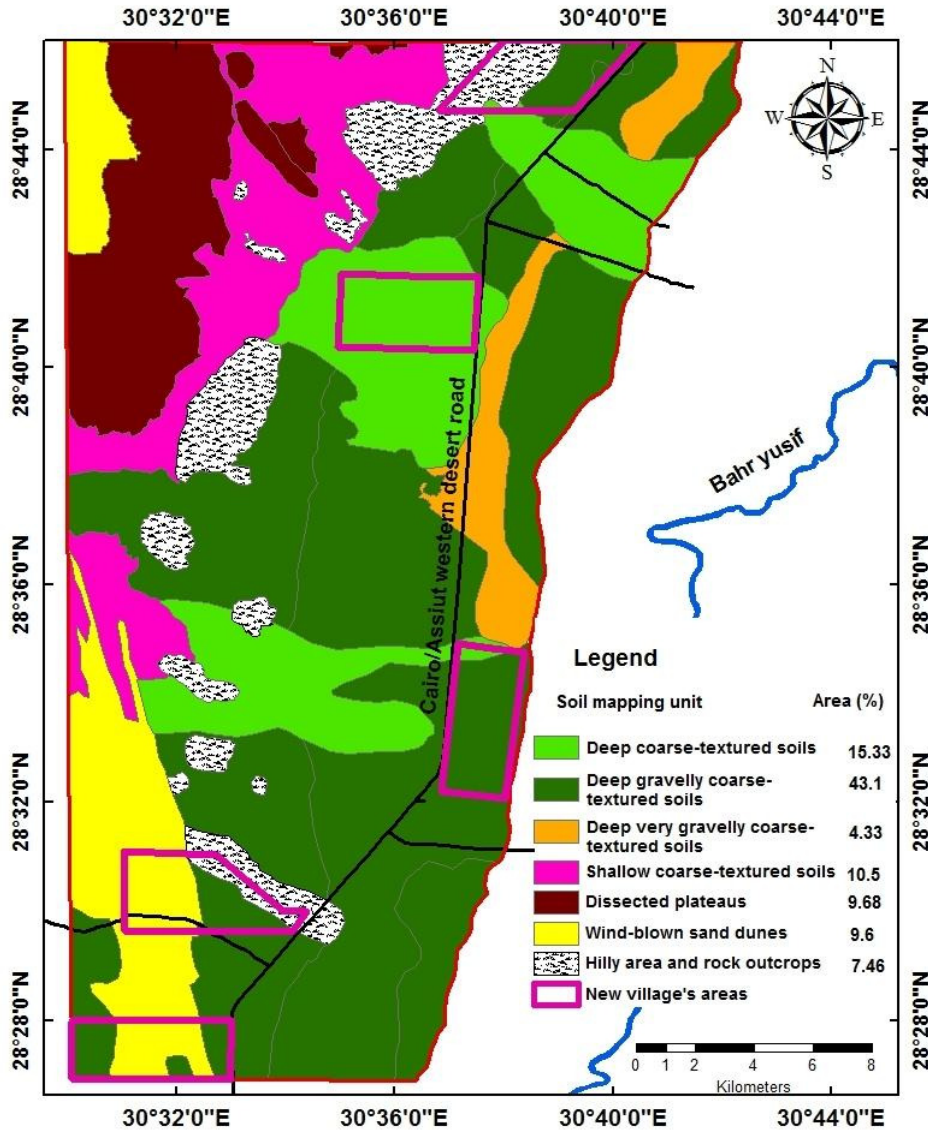 30°32'0"E 30°36'0"E 30°40'0"E 30°44'0"E
N
W E
S
28°44'0"N 28°44'0"N
28°40'0"N 28°40'0"N
Cairo/Assiut western desert road
Bahr yusif
28°36'0"N 28°36'0"N
Legend
Soil mapping unit Area (%)
Deep coarse-textured soils 15.33
Deep gravelly coarse- 43.1
textured soils
28°32'0"N 28°32'0"N
Deep very gravelly coarse- 4.33
textured soils
Shallow coarse-textured soils 10.5
Dissected plateaus 9.68
Wind-blown sand dunes 9.6
Hilly area and rock outcrops 7.46
New village's areas
28°28'0"N 28°28'0"N
0 1 2 4 6 8
Kilometers
30°32'0"E 30°36'0"E 30°40'0"E 30°44'0"E